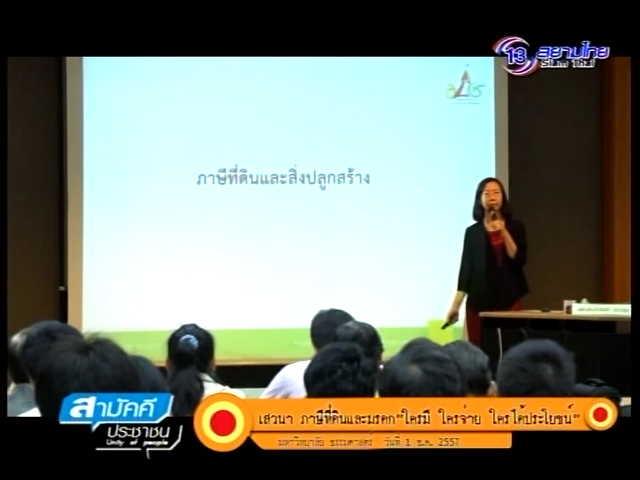 13 สยามไทย
SIAM THAI
ภาษีที่ดินและสิ่งปลูกสร้าง
สามัคคี
ประชาชน
Unity of people
เสวนา ภาษีที่ดินและมรดก"ใครมี ใครจ่าย ใครได้ประโยชน์"
มหาวิทยาลัย ธรรมศาสตร์ วันที่ 1 ธ.ค. 2557